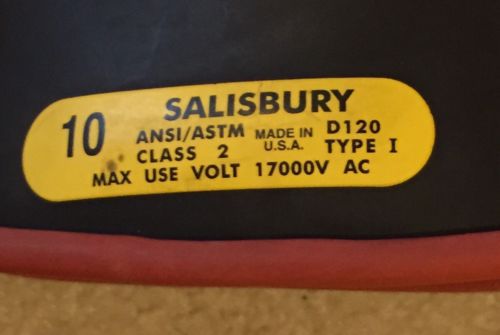 10 SALISBURY
ANSI/ASTM MADE IN D120
CLASS 2 U.S.A. TYPE I
MAX USE VOLT 17000V AC